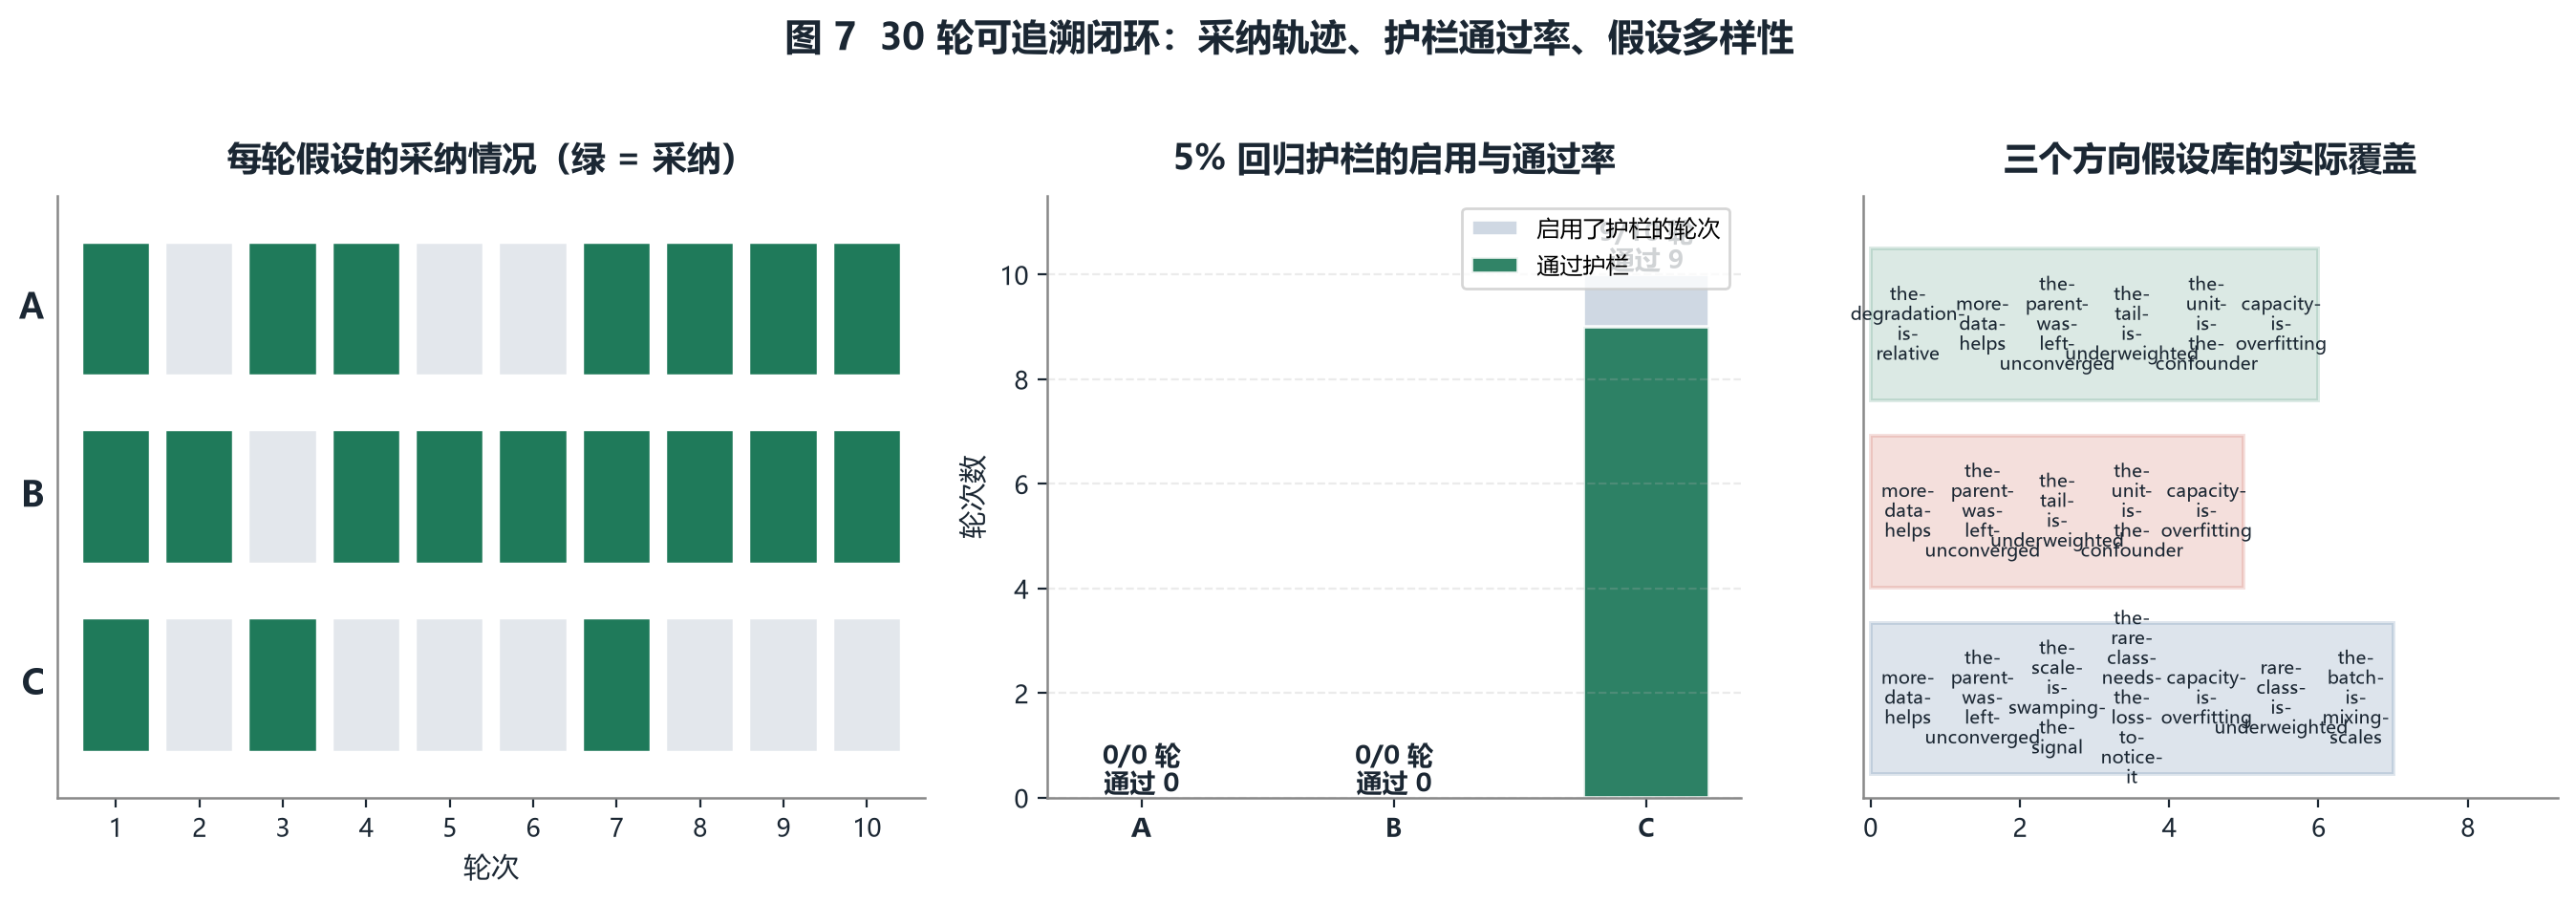 图 7 30 轮可追溯闭环：采纳轨迹、护栏通过率、假设多样性
每轮假设的采纳情况（绿 = 采纳）
A
B
C
1 2 3 4 5 6 7 8 9 10
轮次
5% 回归护栏的启用与通过率
启用了护栏的轮次
通过护栏
通过 9
轮次数
10
8
6
4
2
0
0/0 轮
通过 0
0/0 轮
通过 0
A B C
三个方向假设库的实际覆盖
the-
degradation-
is-
relative
more-
data-
helps
the-
parent-
was-
left-
unconverged
the-
tail-
is-
underweighted
the-
unit-
is-
the-
confounder
capacity-
is-
overfitting
more-
data-
helps
the-
parent-
was-
left-
unconverged
the-
tail-
is-
underweighted
the-
unit-
is-
the-
confounder
capacity-
is-
overfitting
more-
data-
helps
the-
parent-
was-
left-
unconverged
the-
scale-
is-
swamping-
the-
signal
the-
rare-
class-
needs-
the-
loss-
to-
notice-
it
capacity-
is-
overfitting
rare-
class-
is-
underweighted
the-
batch-
is-
mixing-
scales
0 2 4 6 8